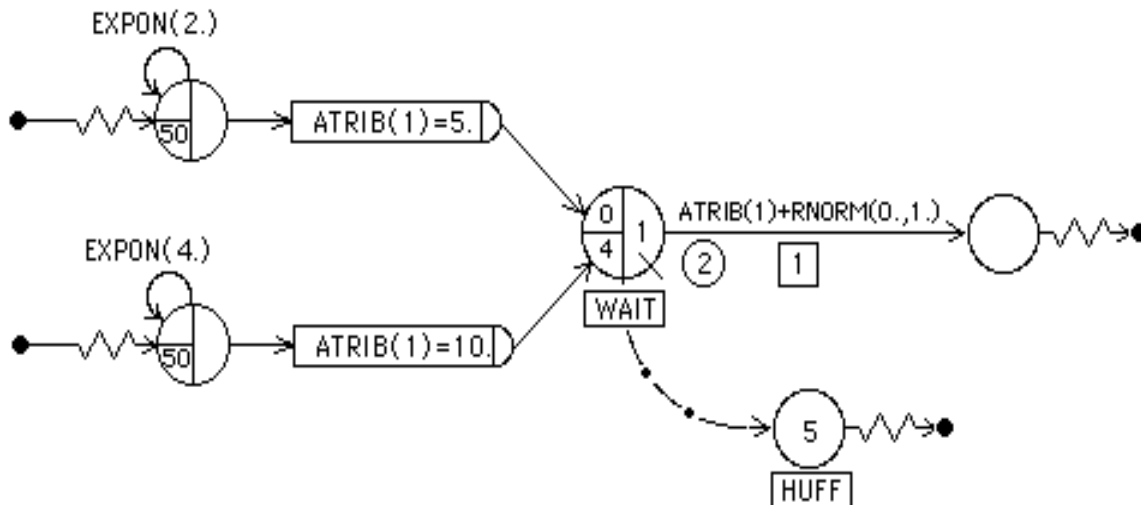 EXPON(2.)
50
ATRIB(1)=5.
EXPON(4.)
50
ATRIB(1)=10.
0
4
1
WAIT
ATRIB(1)+RNORM(0.,1.)
2
1
5
HUFF